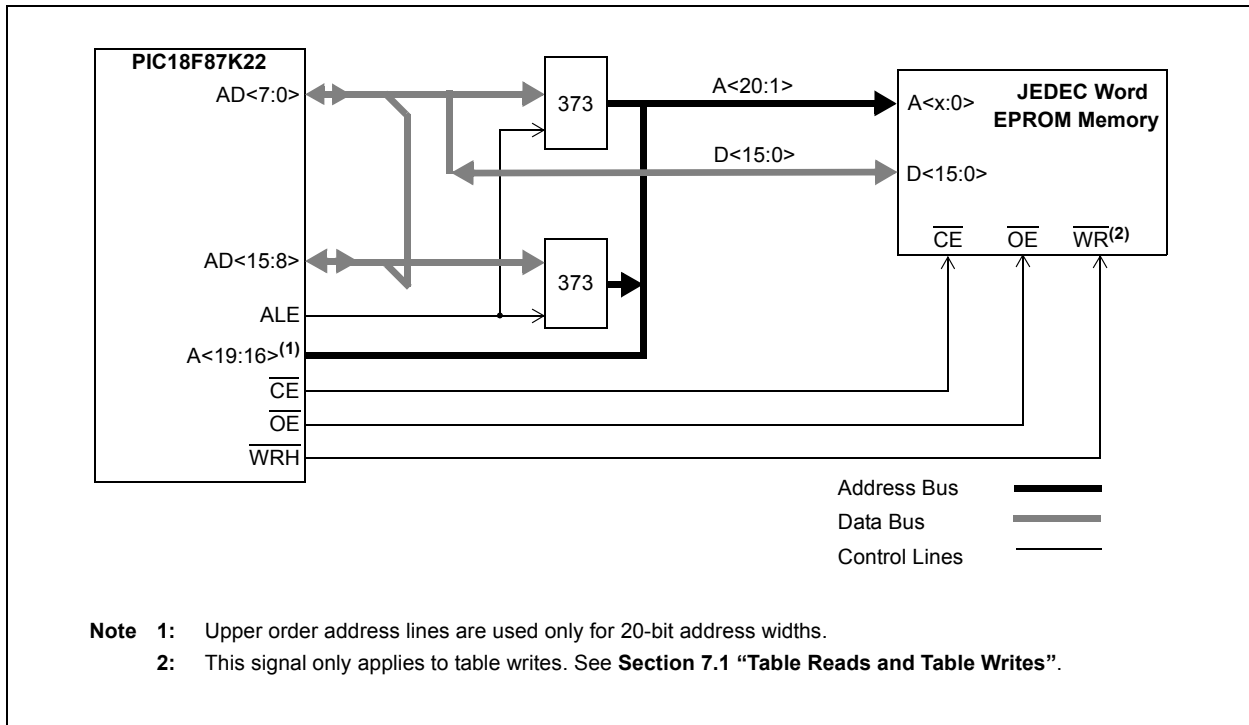 PIC18F87K22
AD<7:0>
373
A<20:1>
A<x:0>
JEDEC Word
EPROM Memory
D<15:0>
D<15:0>
CE OE WR(2)
AD<15:8>
373
ALE
A<19:16>(1)
CE
OE
WRH
Address Bus
Data Bus
Control Lines
Note 1: Upper order address lines are used only for 20-bit address widths.
2: This signal only applies to table writes. See Section 7.1 “Table Reads and Table Writes”.